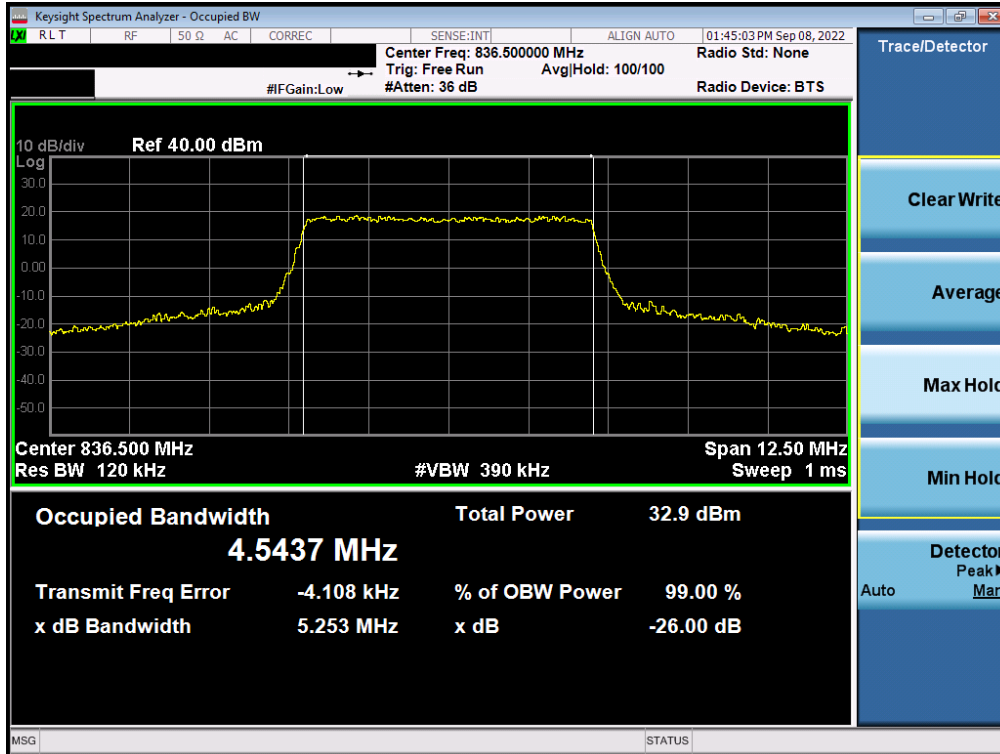 Keysight Spectrum Analyzer - Occupied BW
LXI RLT RF 50 Ω AC CORREC SENSE:INT ALIGN AUTO 01:45:03 PM Sep 08, 2022
Center Freq: 836.500000 MHz Radio Std: None
Trig: Free Run Avg|Hold: 100/100
#IFGain:Low #Atten: 36 dB Radio Device: BTS
10 dB/div Ref 40.00 dBm
Log
30.0
20.0
10.0
0.00
-10.0
-20.0
-30.0
-40.0
-50.0
Center 836.500 MHz Span 12.50 MHz
Res BW 120 kHz #VBW 390 kHz Sweep 1 ms
Occupied Bandwidth Total Power 32.9 dBm
4.5437 MHz
Transmit Freq Error -4.108 kHz % of OBW Power 99.00 %
x dB Bandwidth 5.253 MHz x dB -26.00 dB
MSG STATUS
Trace/Detector
Clear Write
Average
Max Hold
Min Hold
Detector
Peak
Auto Man